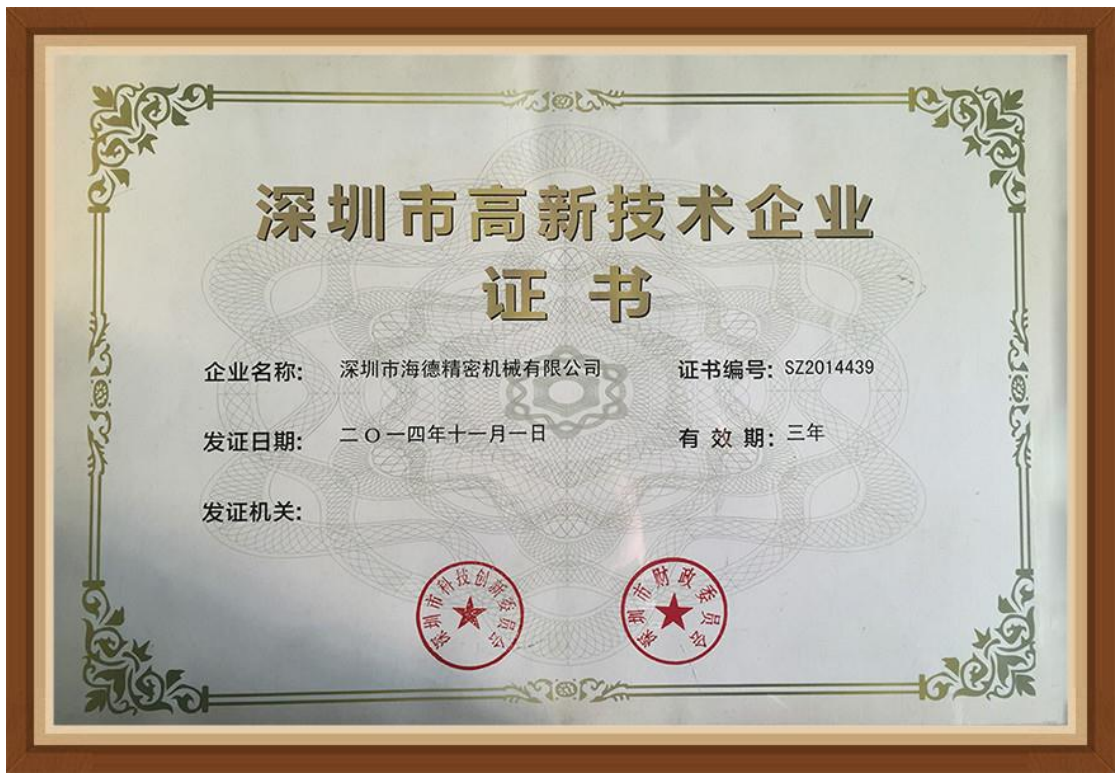 深圳市高新技术企业
证书
企业名称: 深圳市海德精密机械有限公司 证书编号: SZ2014439
发证日期: 二〇一四年十一月一日 有效期: 三年
发证机关:
深圳市科技创新委员会
深圳市财政委员会